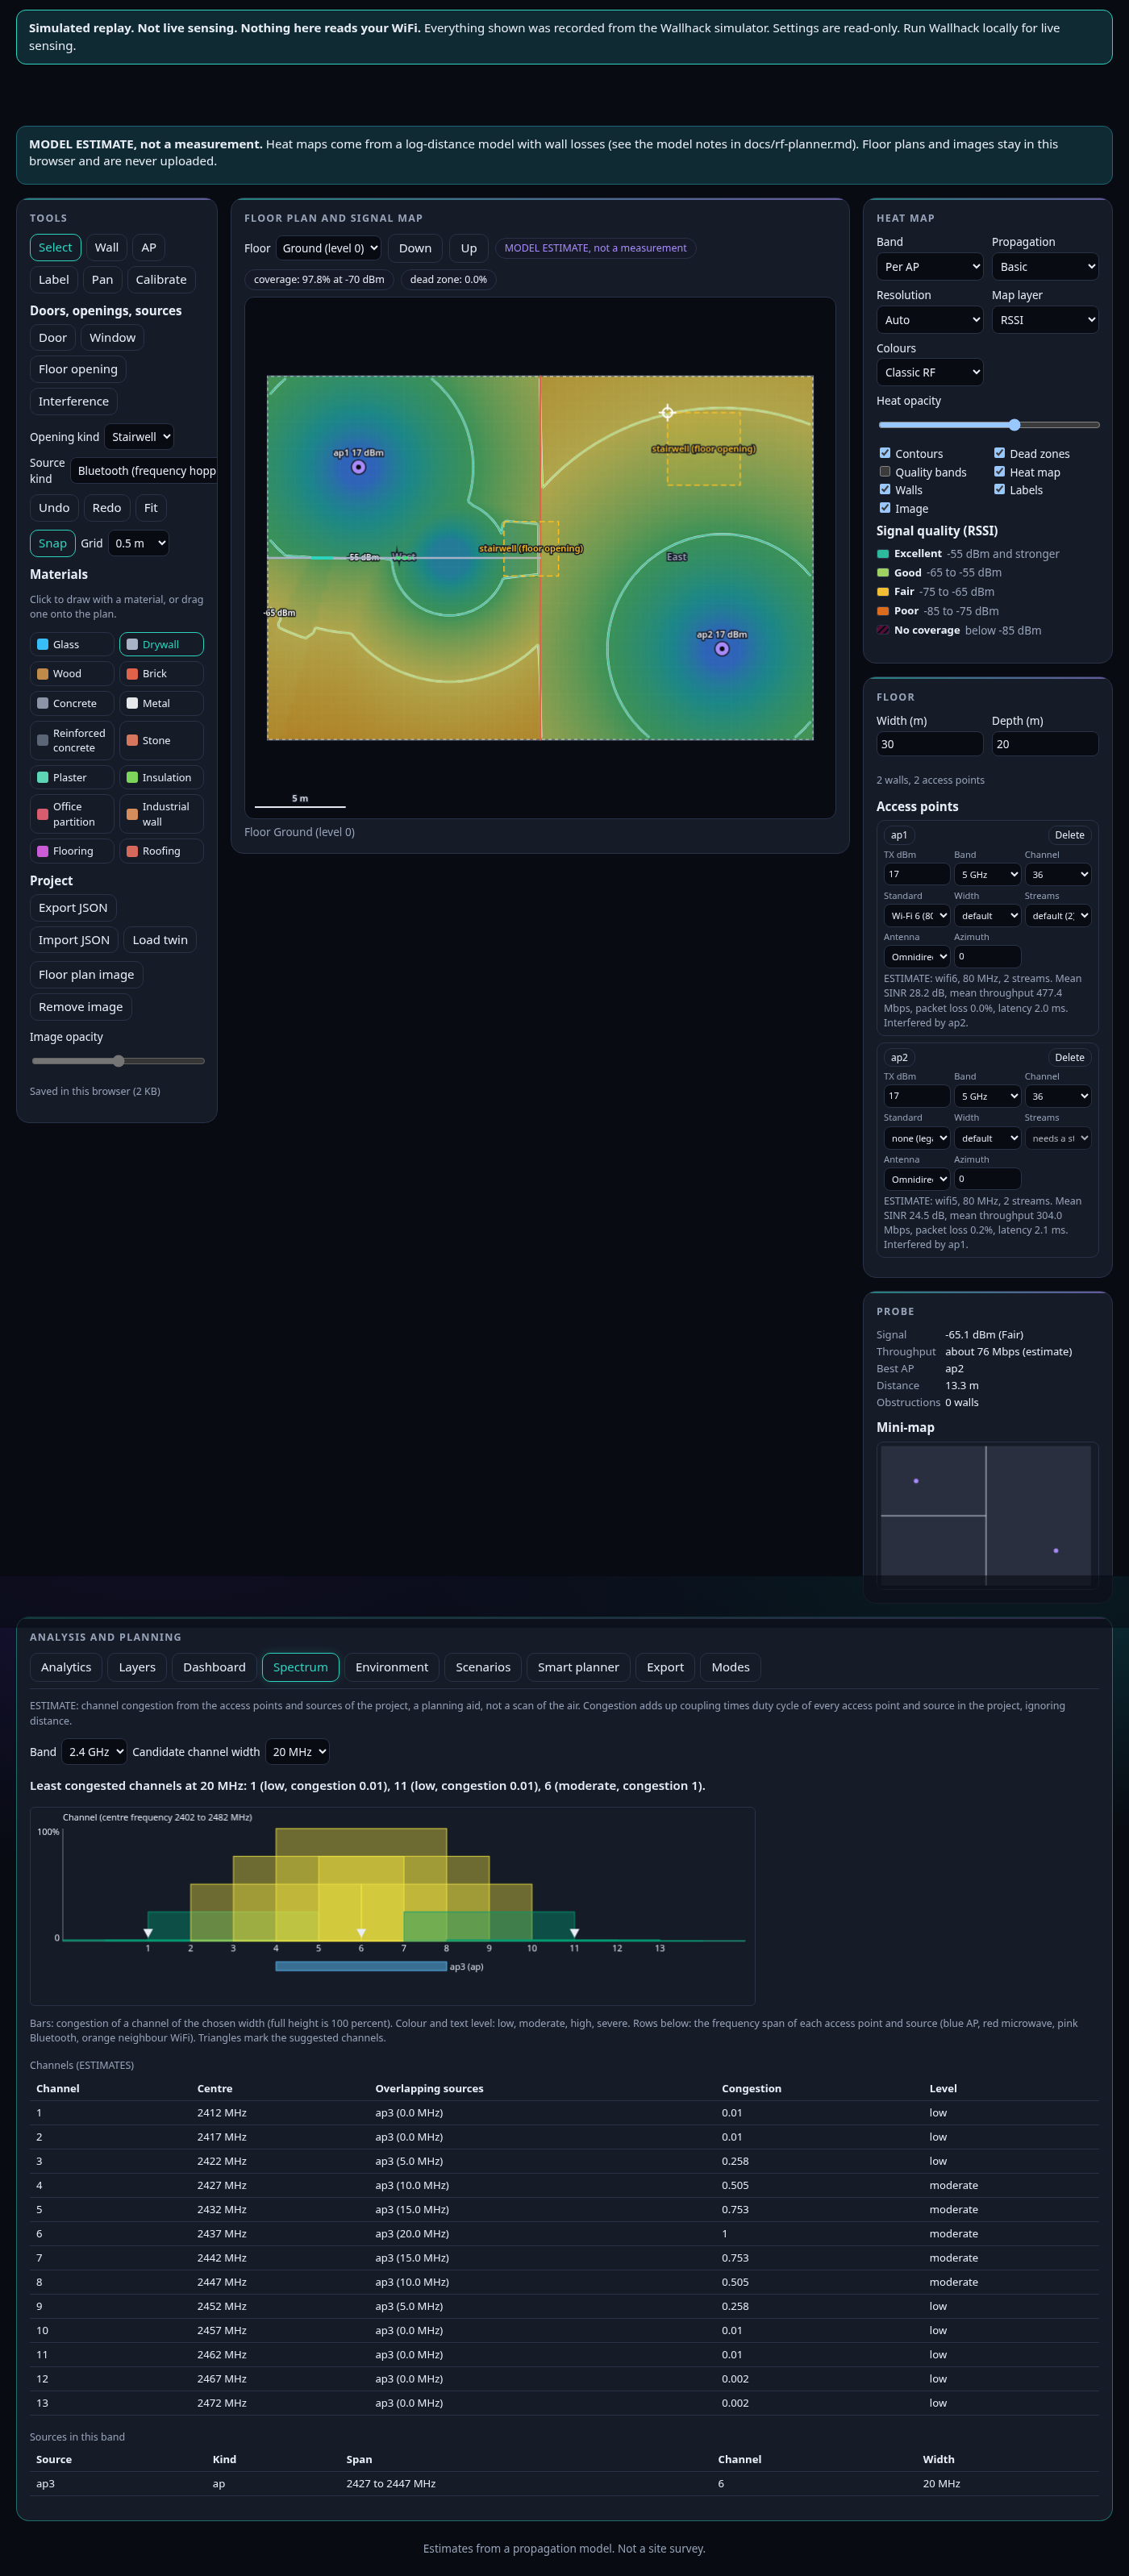 Simulated replay. Not live sensing. Nothing here reads your WiFi. Everything shown was recorded from the Wallhack simulator. Settings are read-only. Run Wallhack locally for live
sensing.
MODEL ESTIMATE, not a measurement. Heat maps come from a log-distance model with wall losses (see the model notes in docs/rf-planner.md). Floor plans and images stay in this
browser and are never uploaded.
TOOLS
Select Wall AP
Label Pan Calibrate
Doors, openings, sources
Door Window
Floor opening
Interference
Opening kind Stairwell
Source
kind Bluetooth (frequency hopp
Undo Redo Fit
Snap Grid 0.5 m
Materials
Click to draw with a material, or drag
one onto the plan.
Glass Drywall
Wood Brick
Concrete Metal
Reinforced
concrete Stone
Plaster Insulation
Office
partition Industrial
wall
Flooring Roofing
Project
Export JSON
Import JSON Load twin
Floor plan image
Remove image
Image opacity
Saved in this browser (2 KB)
FLOOR PLAN AND SIGNAL MAP
Floor Ground (level 0) Down Up MODEL ESTIMATE, not a measurement
coverage: 97.8% at -70 dBm dead zone: 0.0%
ap1 17 dBm
stairwell (floor opening)
stairwell (floor opening)
-55 dBm West East
-65 dBm
ap2 17 dBm
5 m
Floor Ground (level 0)
HEAT MAP
Band Propagation
Per AP Basic
Resolution Map layer
Auto RSSI
Colours
Classic RF
Heat opacity
Contours Dead zones
Quality bands Heat map
Walls Labels
Image
Signal quality (RSSI)
Excellent -55 dBm and stronger
Good -65 to -55 dBm
Fair -75 to -65 dBm
Poor -85 to -75 dBm
No coverage below -85 dBm
FLOOR
Width (m) Depth (m)
30 20
2 walls, 2 access points
Access points
ap1 Delete
TX dBm Band Channel
17 5 GHz 36
Standard Width Streams
Wi-Fi 6 (80 default default (2)
Antenna Azimuth
Omnidirec 0
ESTIMATE: wifi6, 80 MHz, 2 streams. Mean
SINR 28.2 dB, mean throughput 477.4
Mbps, packet loss 0.0%, latency 2.0 ms.
Interfered by ap2.
ap2 Delete
TX dBm Band Channel
17 5 GHz 36
Standard Width Streams
none (lega default needs a st
Antenna Azimuth
Omnidirec 0
ESTIMATE: wifi5, 80 MHz, 2 streams. Mean
SINR 24.5 dB, mean throughput 304.0
Mbps, packet loss 0.2%, latency 2.1 ms.
Interfered by ap1.
PROBE
Signal -65.1 dBm (Fair)
Throughput about 76 Mbps (estimate)
Best AP ap2
Distance 13.3 m
Obstructions 0 walls
Mini-map
ANALYSIS AND PLANNING
Analytics Layers Dashboard Spectrum Environment Scenarios Smart planner Export Modes
ESTIMATE: channel congestion from the access points and sources of the project, a planning aid, not a scan of the air. Congestion adds up coupling times duty cycle of every access point and source in the project, ignoring
distance.
Band 2.4 GHz Candidate channel width 20 MHz
Least congested channels at 20 MHz: 1 (low, congestion 0.01), 11 (low, congestion 0.01), 6 (moderate, congestion 1).
Channel (centre frequency 2402 to 2482 MHz)
100%
0
1 2 3 4 5 6 7 8 9 10 11 12 13
ap3 (ap)
Bars: congestion of a channel of the chosen width (full height is 100 percent). Colour and text level: low, moderate, high, severe. Rows below: the frequency span of each access point and source (blue AP, red microwave, pink
Bluetooth, orange neighbour WiFi). Triangles mark the suggested channels.
Channels (ESTIMATES)
Channel Centre Overlapping sources Congestion Level
1 2412 MHz ap3 (0.0 MHz) 0.01 low
2 2417 MHz ap3 (0.0 MHz) 0.01 low
3 2422 MHz ap3 (5.0 MHz) 0.258 low
4 2427 MHz ap3 (10.0 MHz) 0.505 moderate
5 2432 MHz ap3 (15.0 MHz) 0.753 moderate
6 2437 MHz ap3 (20.0 MHz) 1 moderate
7 2442 MHz ap3 (15.0 MHz) 0.753 moderate
8 2447 MHz ap3 (10.0 MHz) 0.505 moderate
9 2452 MHz ap3 (5.0 MHz) 0.258 low
10 2457 MHz ap3 (0.0 MHz) 0.01 low
11 2462 MHz ap3 (0.0 MHz) 0.01 low
12 2467 MHz ap3 (0.0 MHz) 0.002 low
13 2472 MHz ap3 (0.0 MHz) 0.002 low
Sources in this band
Source Kind Span Channel Width
ap3 ap 2427 to 2447 MHz 6 20 MHz
Estimates from a propagation model. Not a site survey.